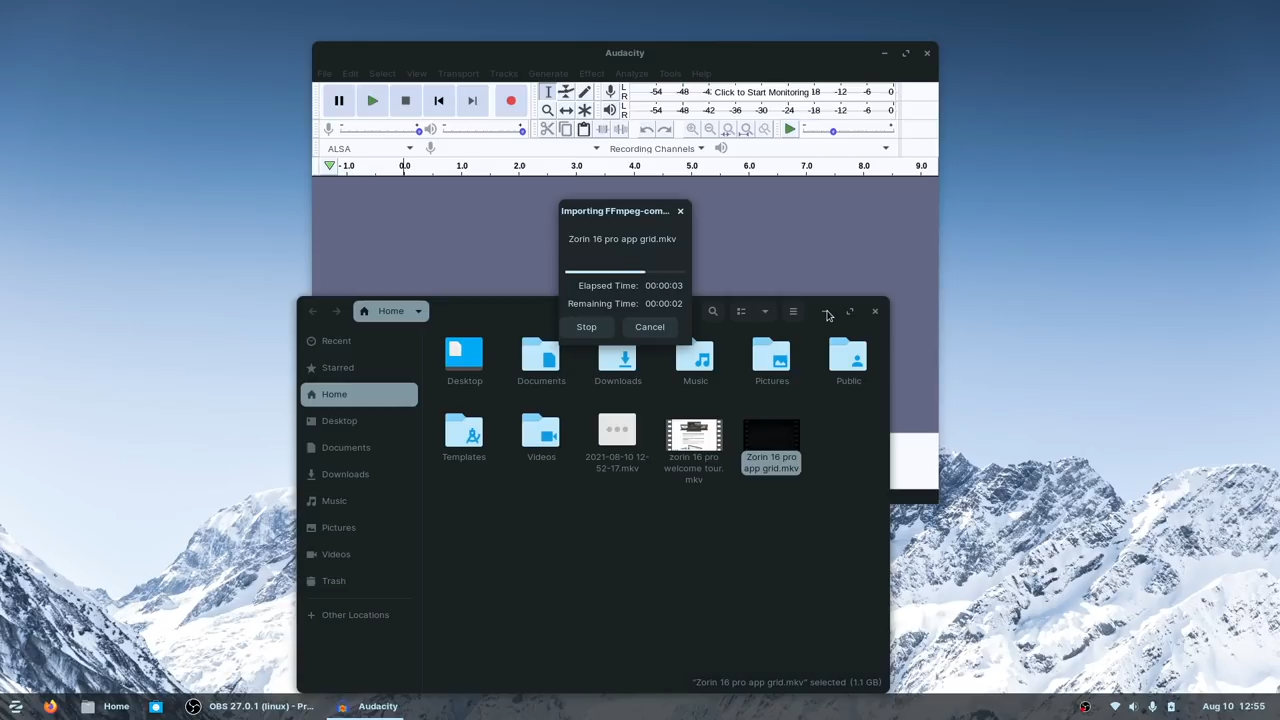 Audacity
File Edit Select View Transport Tracks Generate Effect Analyze Tools Help
L
R
-54 -48 -4 Click to Start Monitoring 18 -12 -6 0
L
R
-54 -48 -42 -36 -30 -24 -18 -12 -6 0
ALSA
Recording Channels
- 1.0 0.0 1.0 2.0 3.0 4.0 5.0 6.0 7.0 8.0 9.0
Importing FFmpeg-com...
Zorin 16 pro app grid.mkv
Elapsed Time: 00:00:03
Remaining Time: 00:00:02
Stop Cancel
Home
Recent
Starred
Home
Desktop
Documents
Downloads
Music
Pictures
Videos
Trash
Other Locations
Desktop
Documents
Downloads
Music
Pictures
Public
Templates
Videos
2021-08-10 12-
52-17.mkv
zorin 16 pro
welcome tour.
mkv
Zorin 16 pro
app grid.mkv
"Zorin 16 pro app grid.mkv" selected (1.1 GB)
Home
OBS 27.0.1 (linux) - Pr...
Audacity
Aug 10 12:55